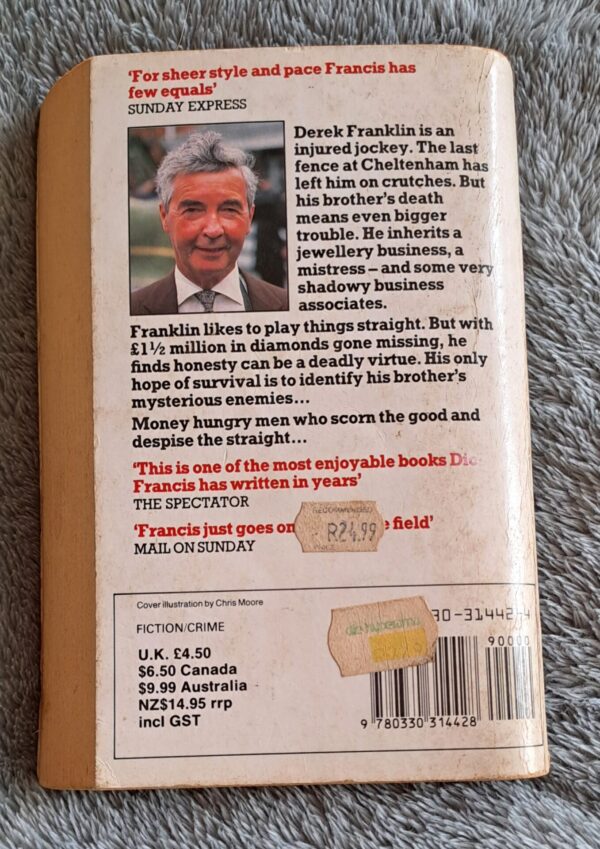 ‘For sheer style and pace Francis has
few equals’
SUNDAY EXPRESS
Derek Franklin is an
injured jockey. The last
fence at Cheltenham has
left him on crutches. But
his brother's death
means even bigger
trouble. He inherits a
jewellery business, a
mistress – and some very
shadowy business
associates.
Franklin likes to play things straight. But with
£1½ million in diamonds gone missing, he
finds honesty can be a deadly virtue. His only
hope of survival is to identify his brother's
mysterious enemies...
Money hungry men who scorn the good and
despise the straight...
‘This is one of the most enjoyable books Dic
Francis has written in years’
THE SPECTATOR
‘Francis just goes on e field’
MAIL ON SUNDAY
RECOMMENDED
R24.99
PRICE
Cover illustration by Chris Moore
FICTION/CRIME
U.K. £4.50
$6.50 Canada
$9.99 Australia
NZ$14.95 rrp
incl GST
30-31442-4
90000
9 780330 314428